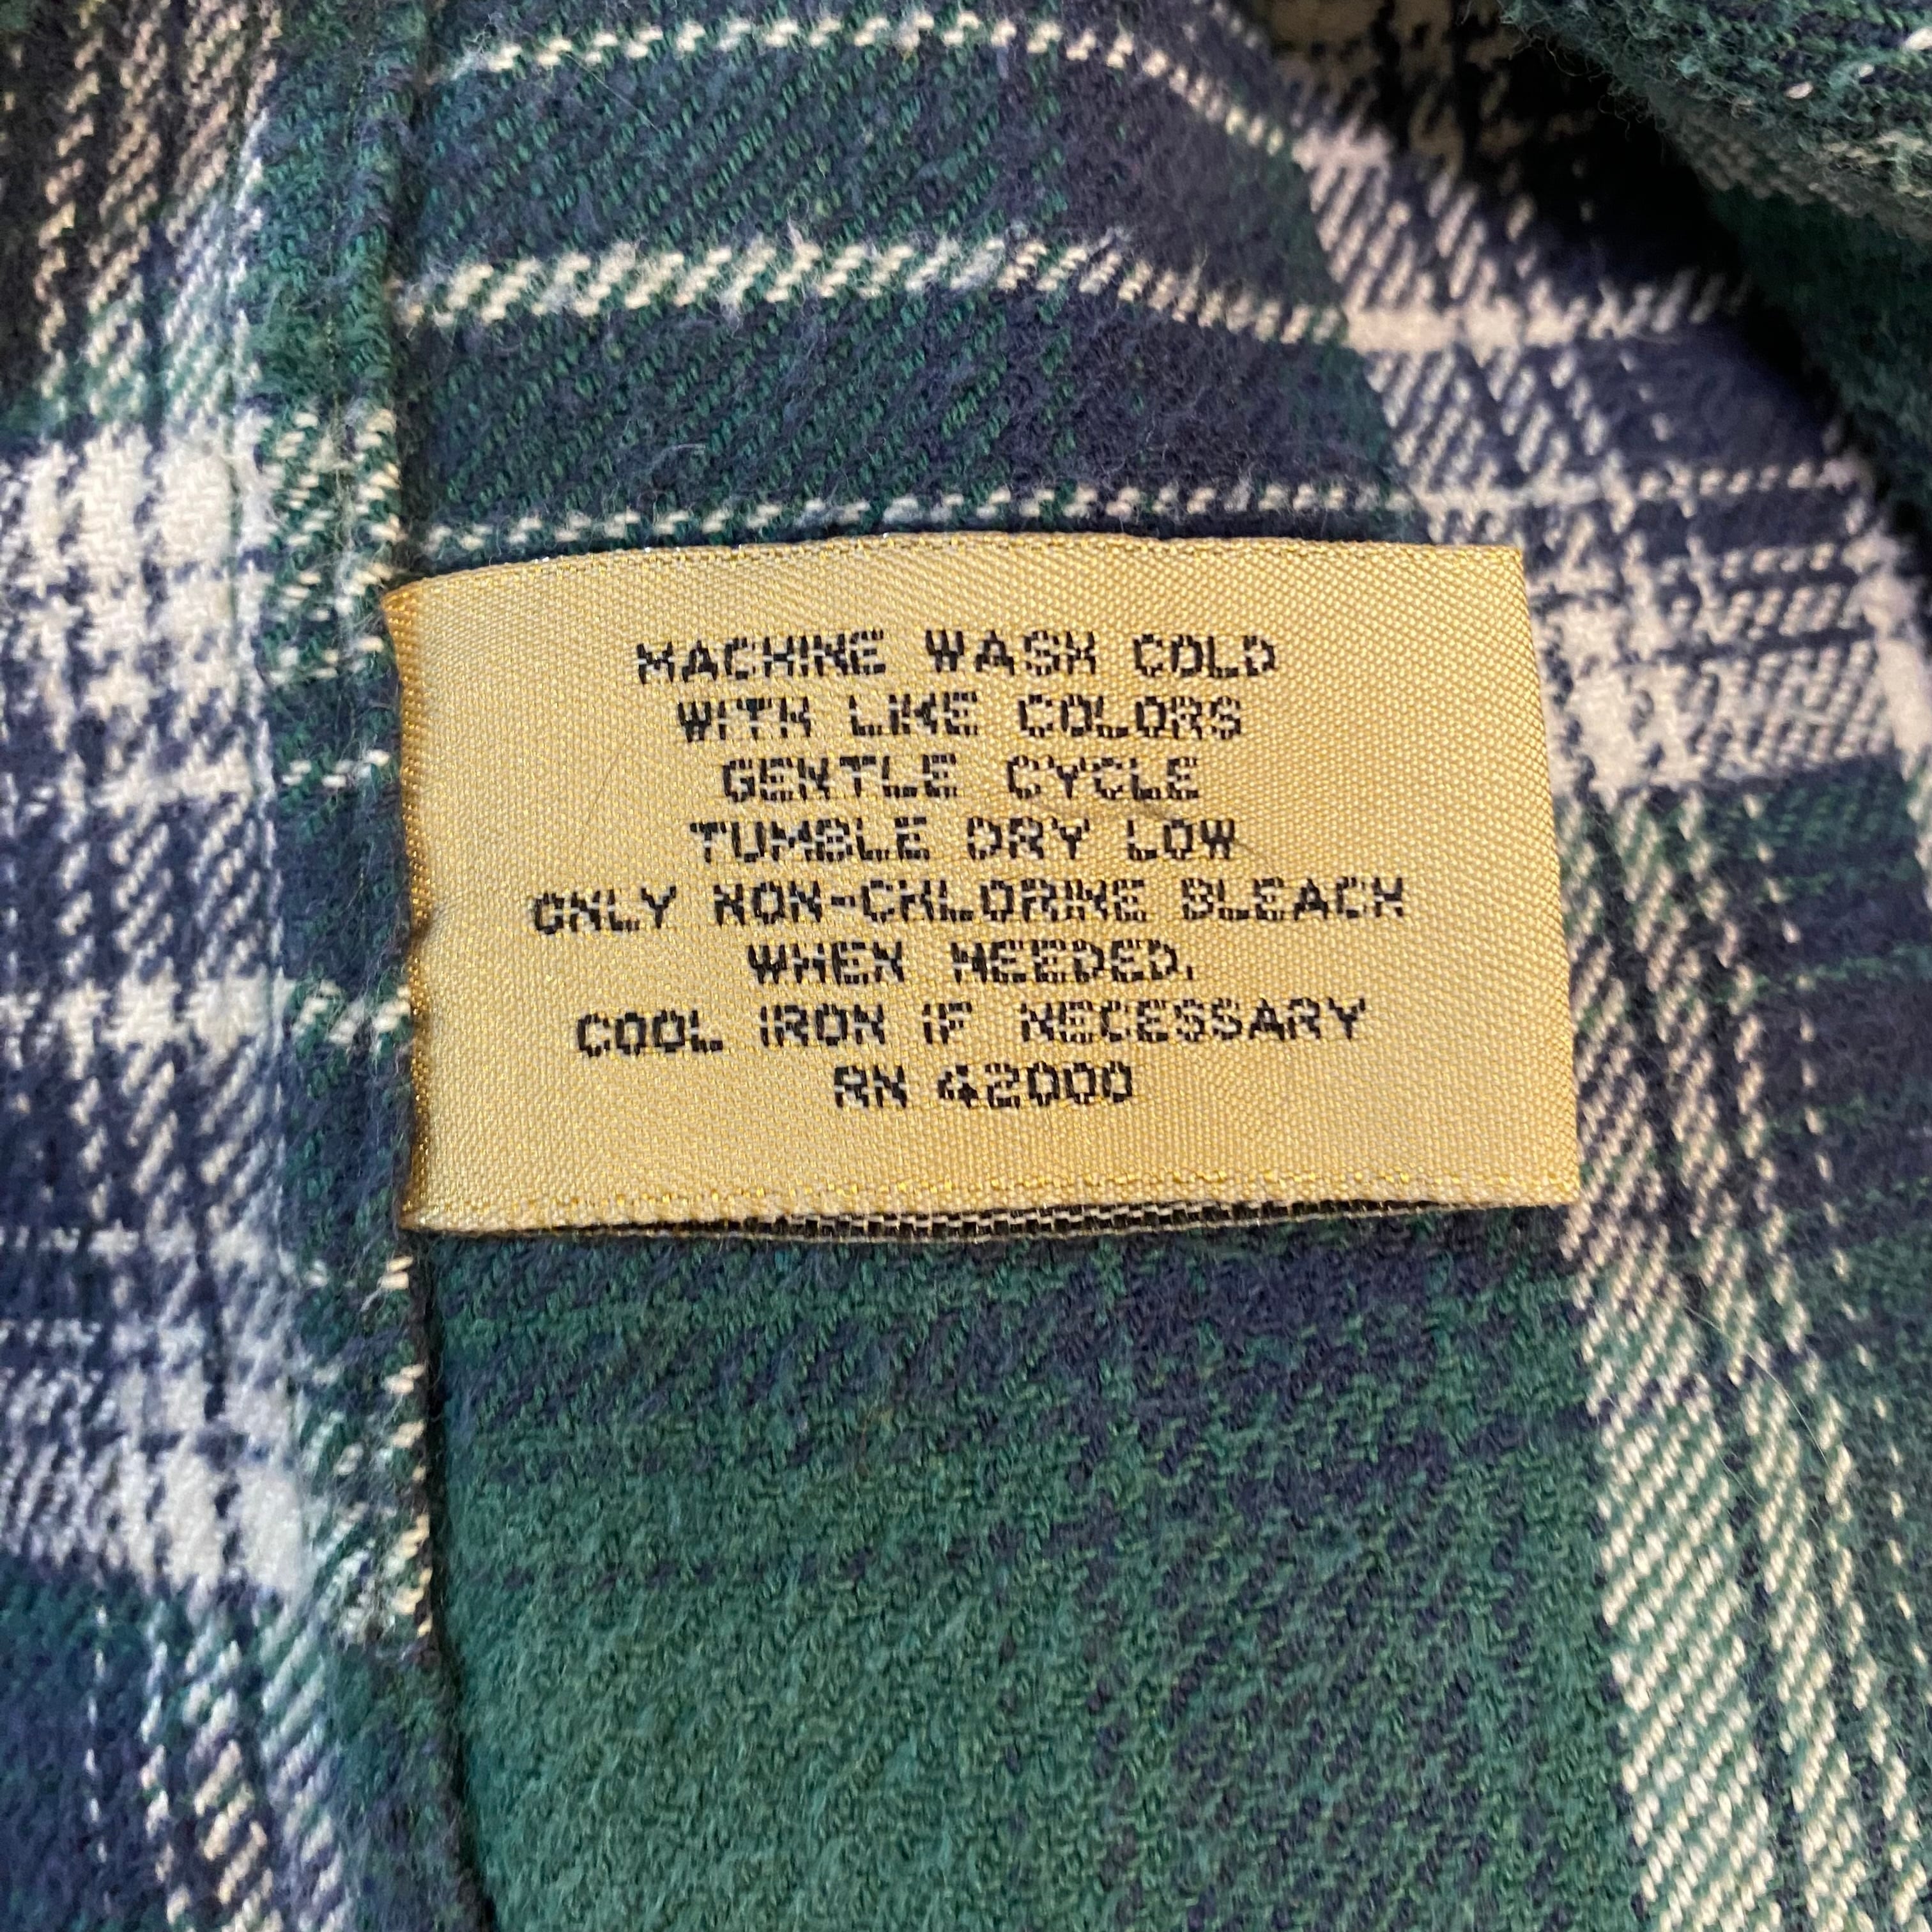 MACHINE WASH COLD
WITH LIKE COLORS
GENTLE CYCLE
TUMBLE DRY LOW
ONLY NON-CHLORINE BLEACH
WHEN NEEDED.
COOL IRON IF NECESSARY
RN 42000